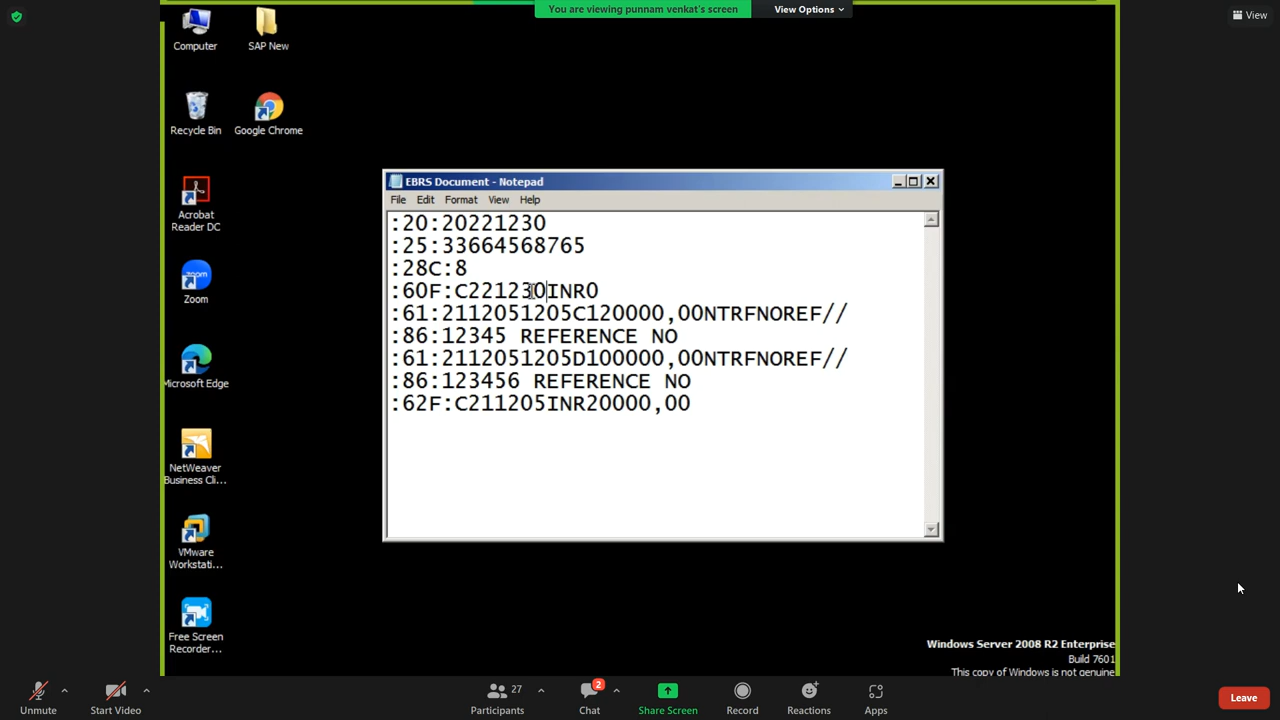 You are viewing punnam venkat's screen
View Options
View
Computer
SAP New
Recycle Bin
Google Chrome
Acrobat
Reader DC
Zoom
zoom
Microsoft Edge
NetWeaver
Business Cli...
VMware
Workstati...
Free Screen
Recorder...
EBRS Document - Notepad
File Edit Format View Help
:20:20221230
:25:33664568765
:28C:8
:60F:C221230INR0
:61:2112051205C120000,00NTRFNOREF//
:86:12345 REFERENCE NO
:61:2112051205D100000,00NTRFNOREF//
:86:123456 REFERENCE NO
:62F:C211205INR20000,00
Windows Server 2008 R2 Enterprise
Build 7601
This copy of Windows is not genuine
Unmute
Start Video
27
Participants
2
Chat
Share Screen
Record
Reactions
Apps
Leave